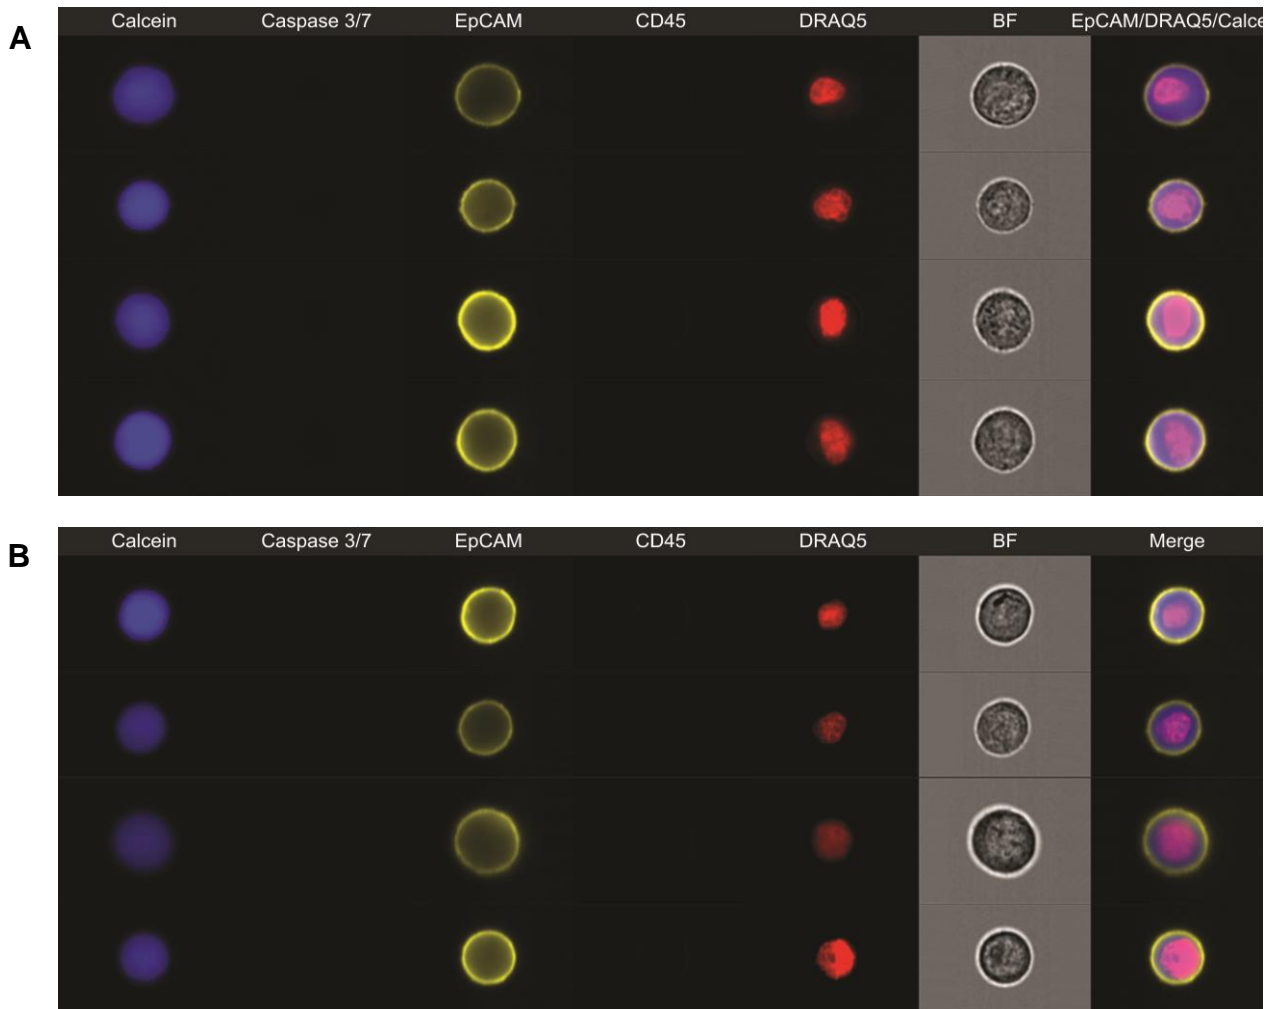 A
Calcein Caspase 3/7 EpCAM CD45 DRAQ5 BF EpCAM/DRAQ5/Calce
B
Calcein Caspase 3/7 EpCAM CD45 DRAQ5 BF Merge